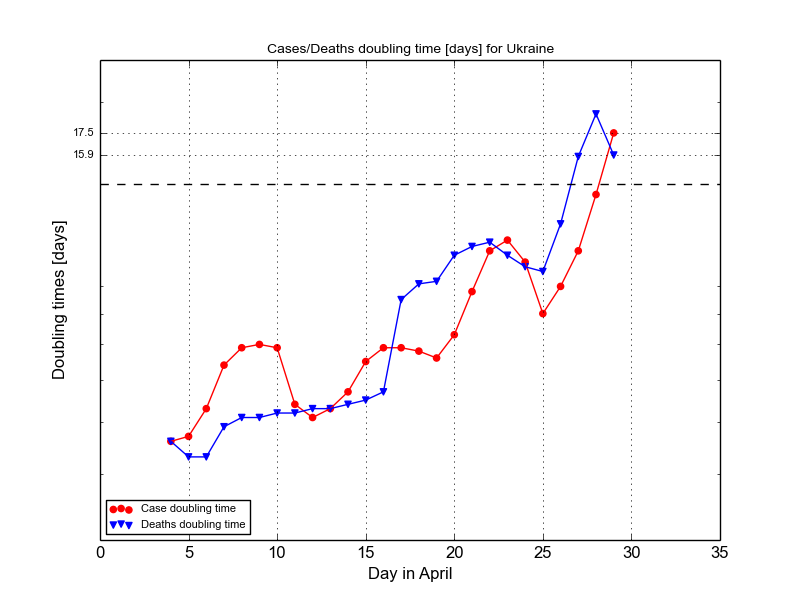 Cases/Deaths doubling time [days] for Ukraine
17.5
15.9
Doubling times [days]
Case doubling time
Deaths doubling time
0 5 10 15 20 25 30 35
Day in April